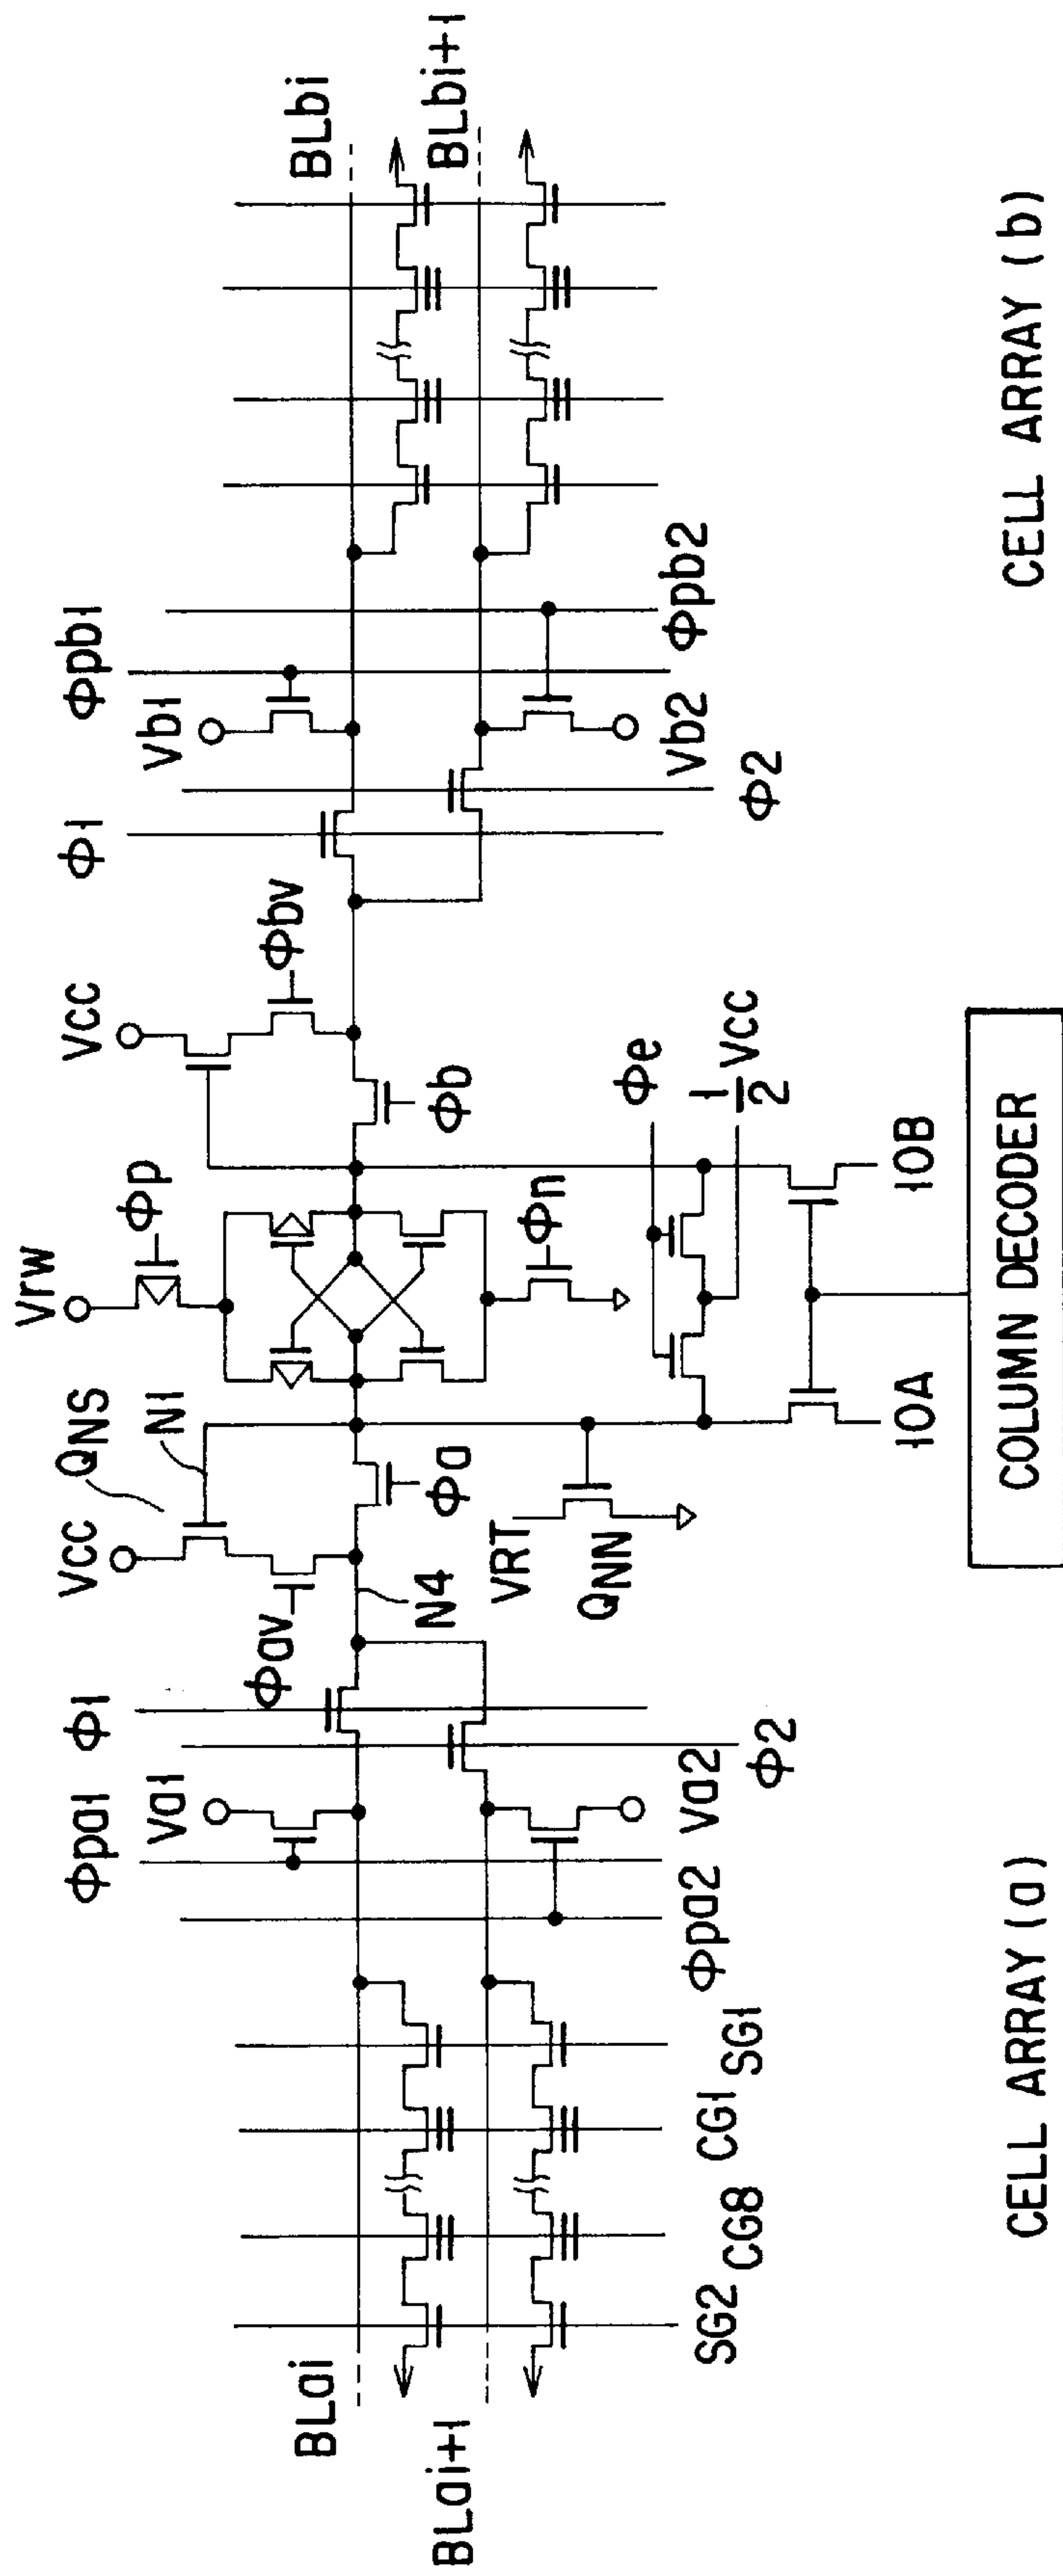 Vrw
Φp
Vcc
QNS
N1
Vcc
Φpb1
Vb1
Φ1
Φbv
Φpa1
Va1
Φ1
Φav
BLbi
BLbi+1
BLai
BLai+1
Φa
N4
Φb
Φn
VRT
QNN
Φe
1/2 Vcc
Φ2
Vb2
Φpb2
Φ2
Va2
Φpa2
SG2
CG8
CG1
SG1
IOA
IOB
COLUMN DECODER
CELL ARRAY (a)
CELL ARRAY (b)